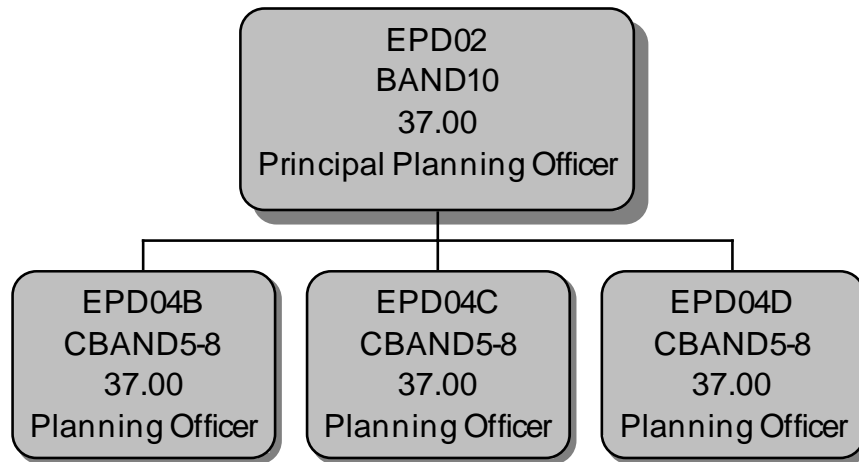 EPD02
BAND10
37.00
Principal Planning Officer
EPD04B
CBAND5-8
37.00
Planning Officer
EPD04C
CBAND5-8
37.00
Planning Officer
EPD04D
CBAND5-8
37.00
Planning Officer